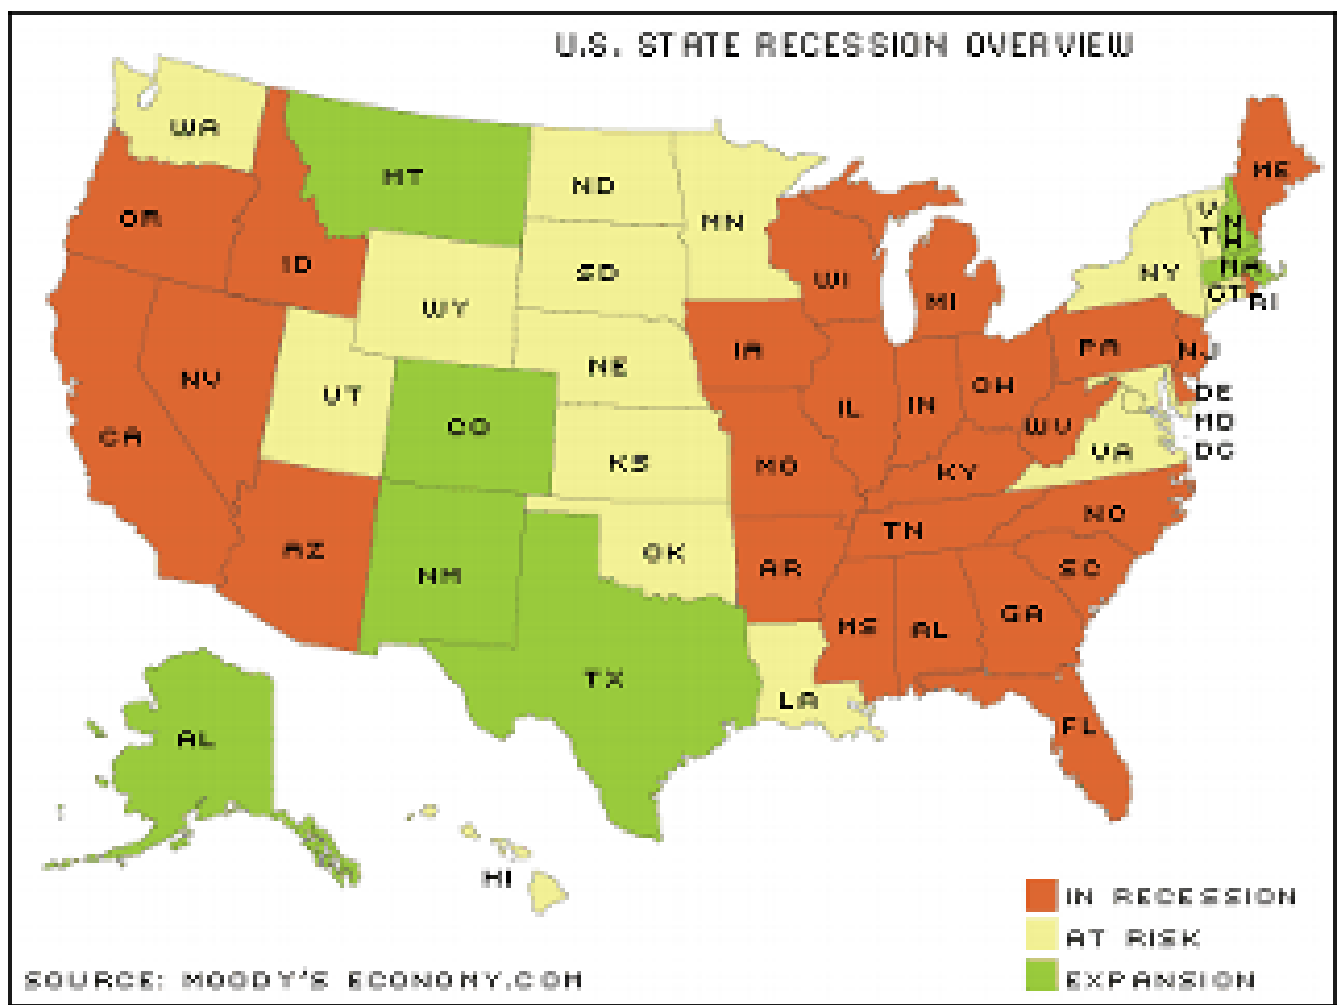 U.S. STATE RECESSION OVERVIEW
WA
MT
ND
MN
ME
OR
ID
SD
WI
MI
V
T
N
H
NY
MA
CT
RI
WY
IA
PA
NJ
NV
UT
NE
OH
DE
MD
DC
CA
CO
IL
IN
WV
VA
KS
MO
KY
AZ
NM
OK
AR
TN
NC
SC
MS
AL
GA
TX
LA
FL
AL
HI
IN RECESSION
AT RISK
EXPANSION
SOURCE: MOODY'S ECONOMY.COM